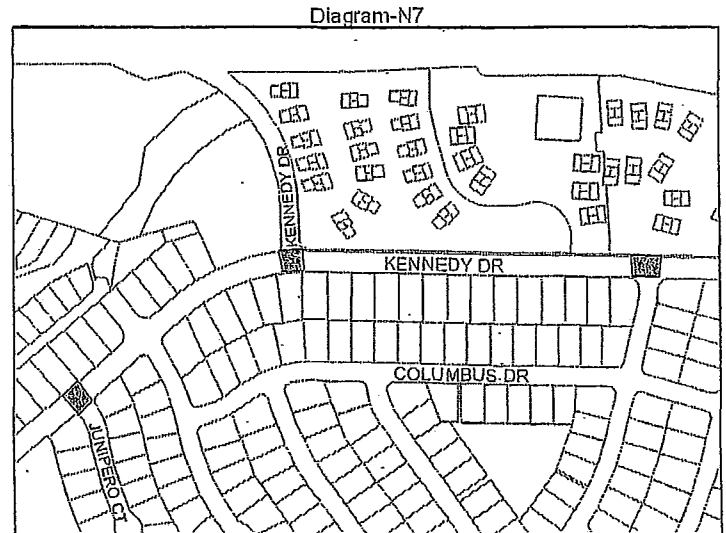 Diagram-N7
KENNEDY DR
KENNEDY DR
COLUMBUS DR
JUNIPERO CT